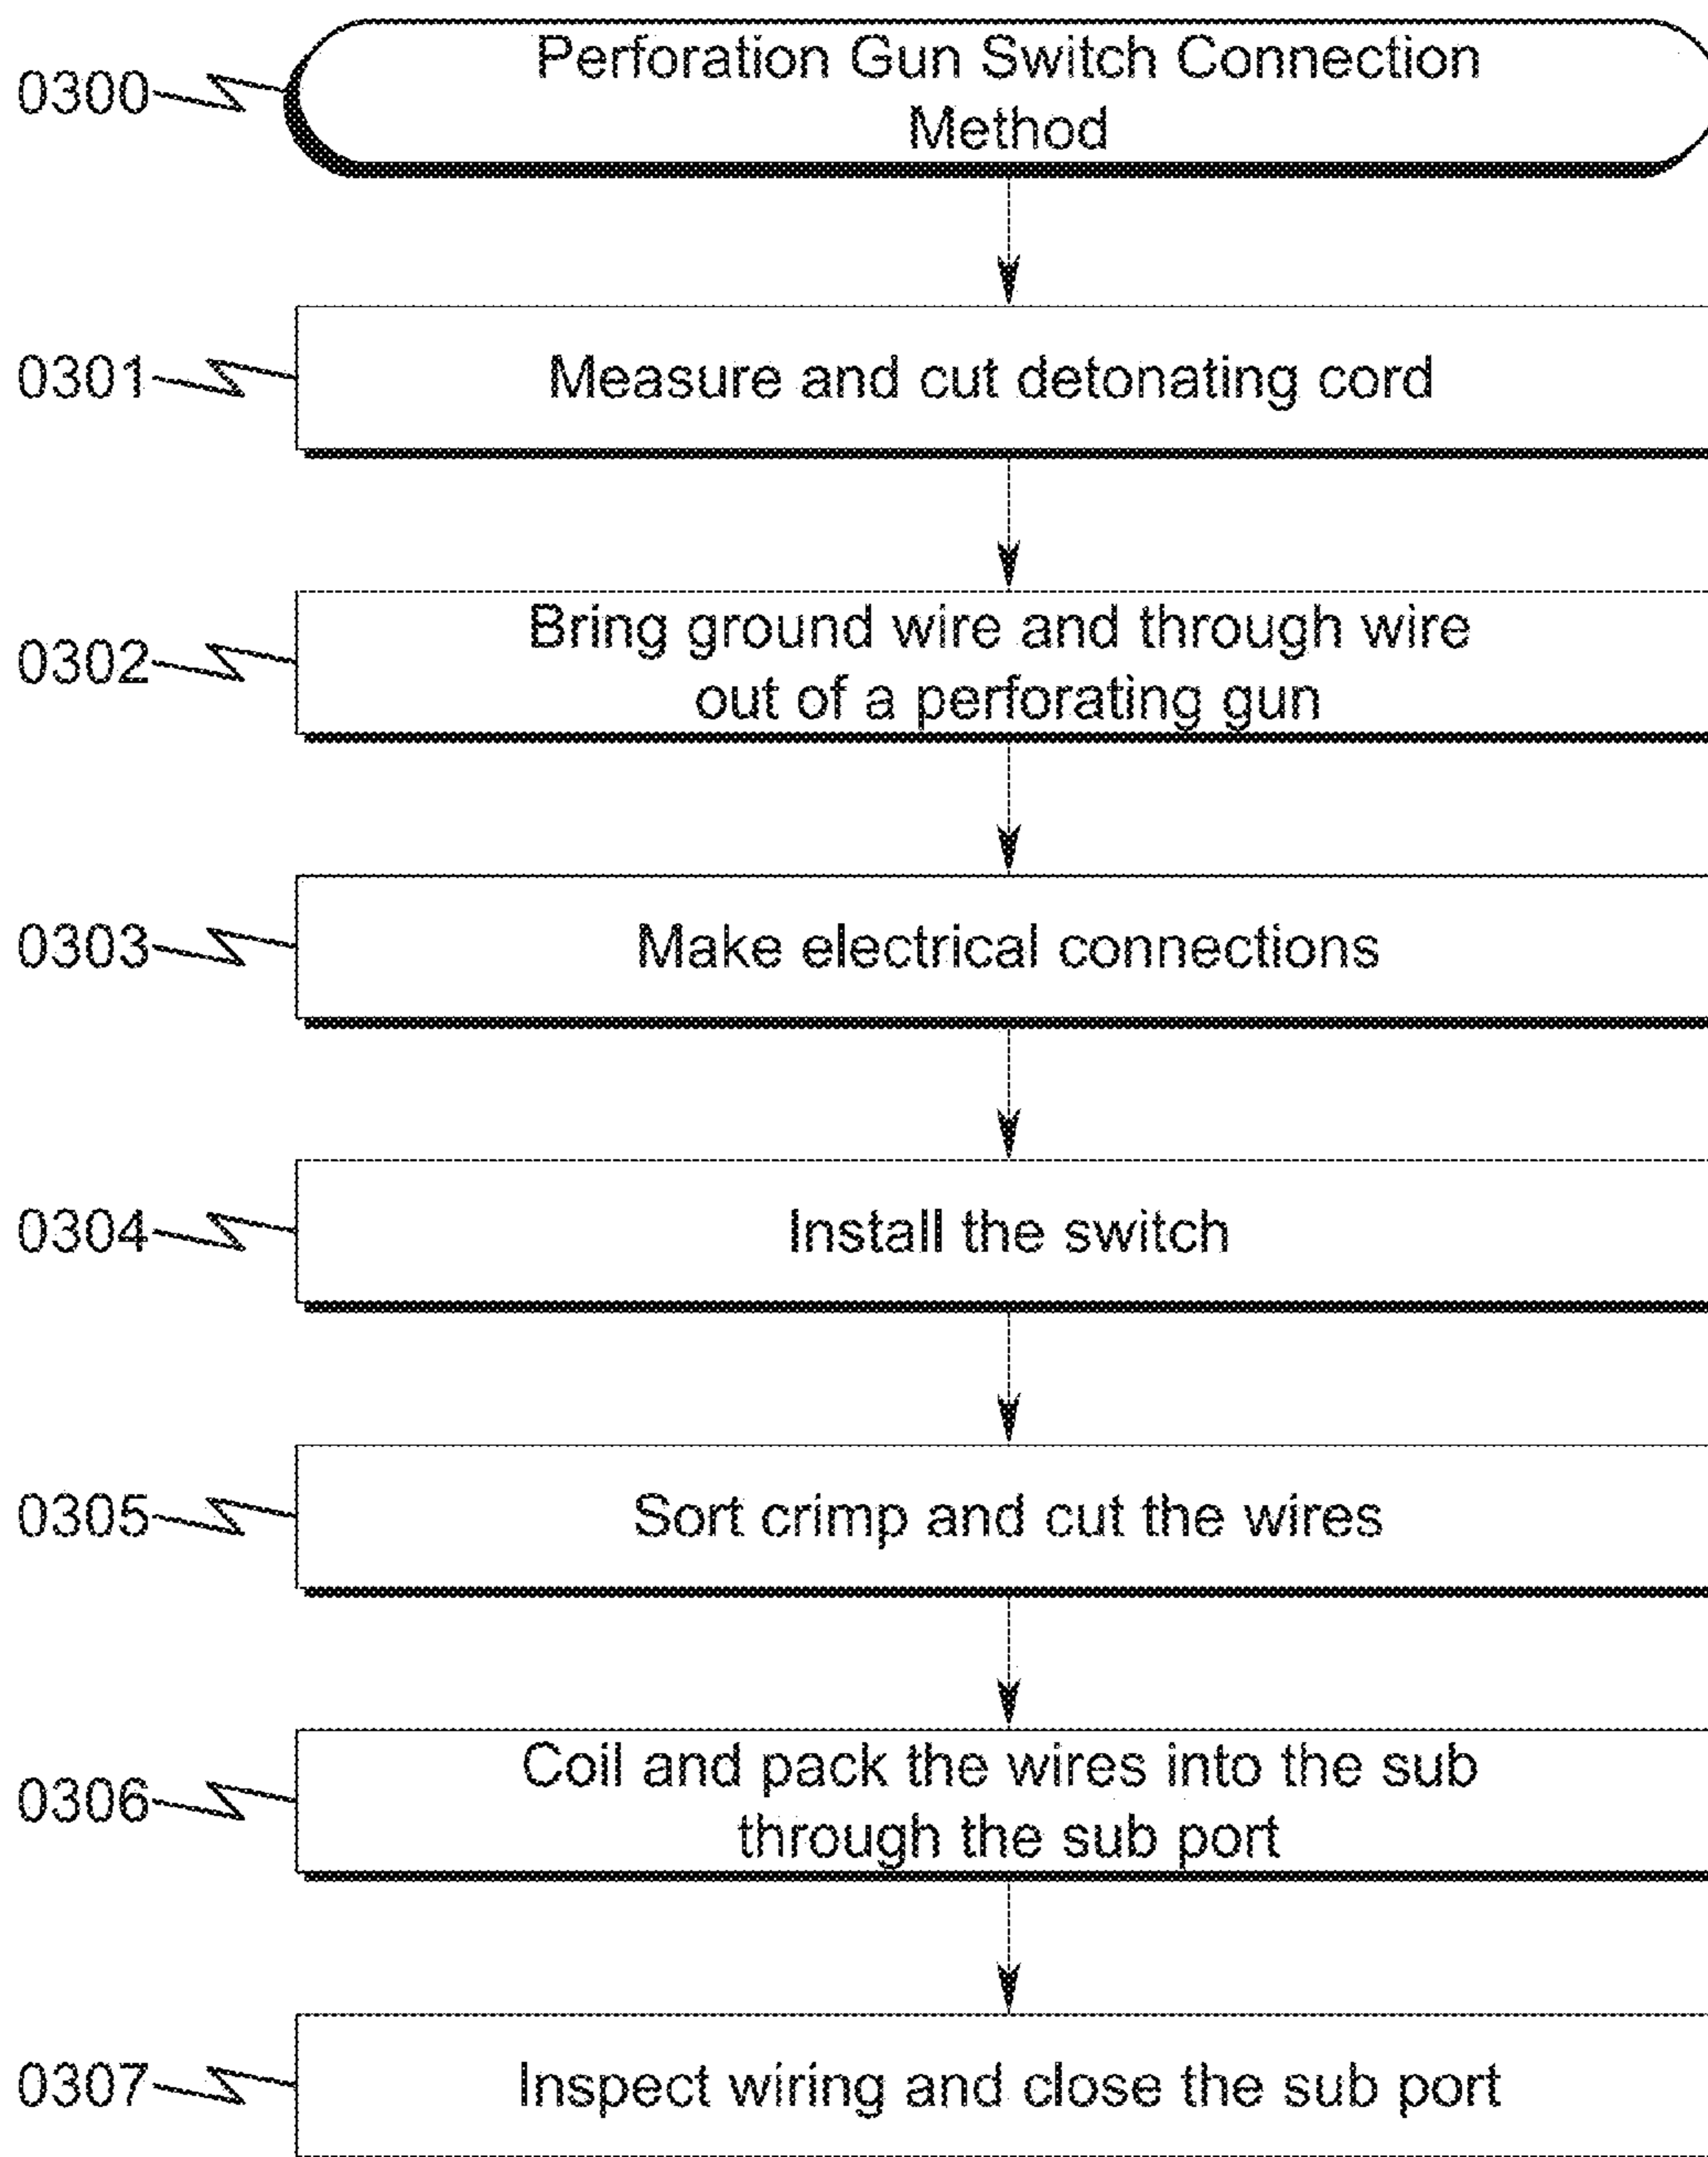 0300
Perforation Gun Switch Connection
Method
0301
Measure and cut detonating cord
0302
Bring ground wire and through wire
out of a perforating gun
0303
Make electrical connections
0304
Install the switch
0305
Sort crimp and cut the wires
0306
Coil and pack the wires into the sub
through the sub port
0307
Inspect wiring and close the sub port